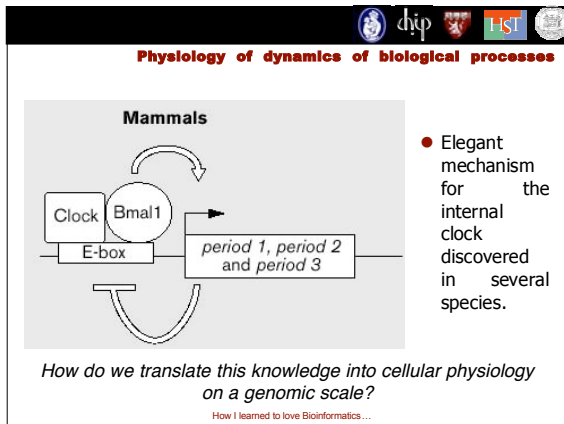 chip
HST
Physiology of dynamics of biological processes
Mammals
Clock
Bmal1
E-box
period 1, period 2
and period 3
● Elegant
mechanism
for the
internal
clock
discovered
in several
species.
How do we translate this knowledge into cellular physiology
on a genomic scale?
How I learned to love Bioinformatics…